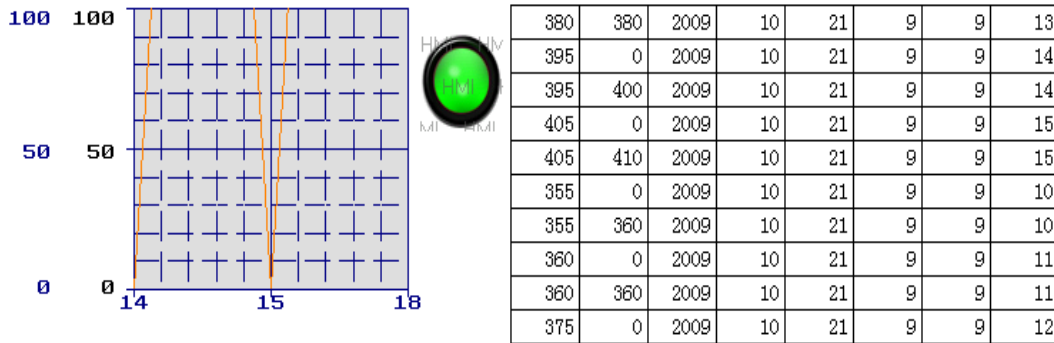 100 100
50 50
0 0
14 15 18
HMI HM
HMI H
MI HMI
380 380 2009 10 21 9 9 13
395 0 2009 10 21 9 9 14
395 400 2009 10 21 9 9 14
405 0 2009 10 21 9 9 15
405 410 2009 10 21 9 9 15
355 0 2009 10 21 9 9 10
355 360 2009 10 21 9 9 10
360 0 2009 10 21 9 9 11
360 360 2009 10 21 9 9 11
375 0 2009 10 21 9 9 12